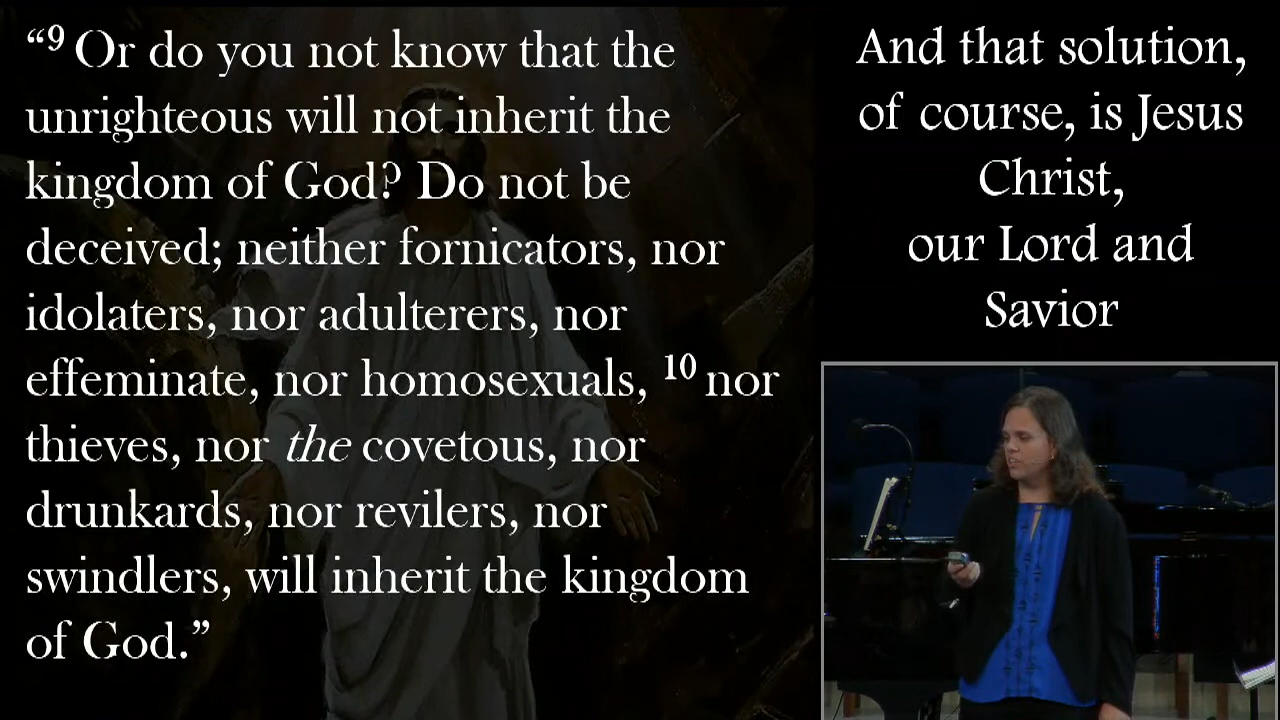 “⁹ Or do you not know that the
unrighteous will not inherit the
kingdom of God? Do not be
deceived; neither fornicators, nor
idolaters, nor adulterers, nor
effeminate, nor homosexuals, ¹⁰ nor
thieves, nor the covetous, nor
drunkards, nor revilers, nor
swindlers, will inherit the kingdom
of God.”
And that solution,
of course, is Jesus
Christ,
our Lord and
Savior